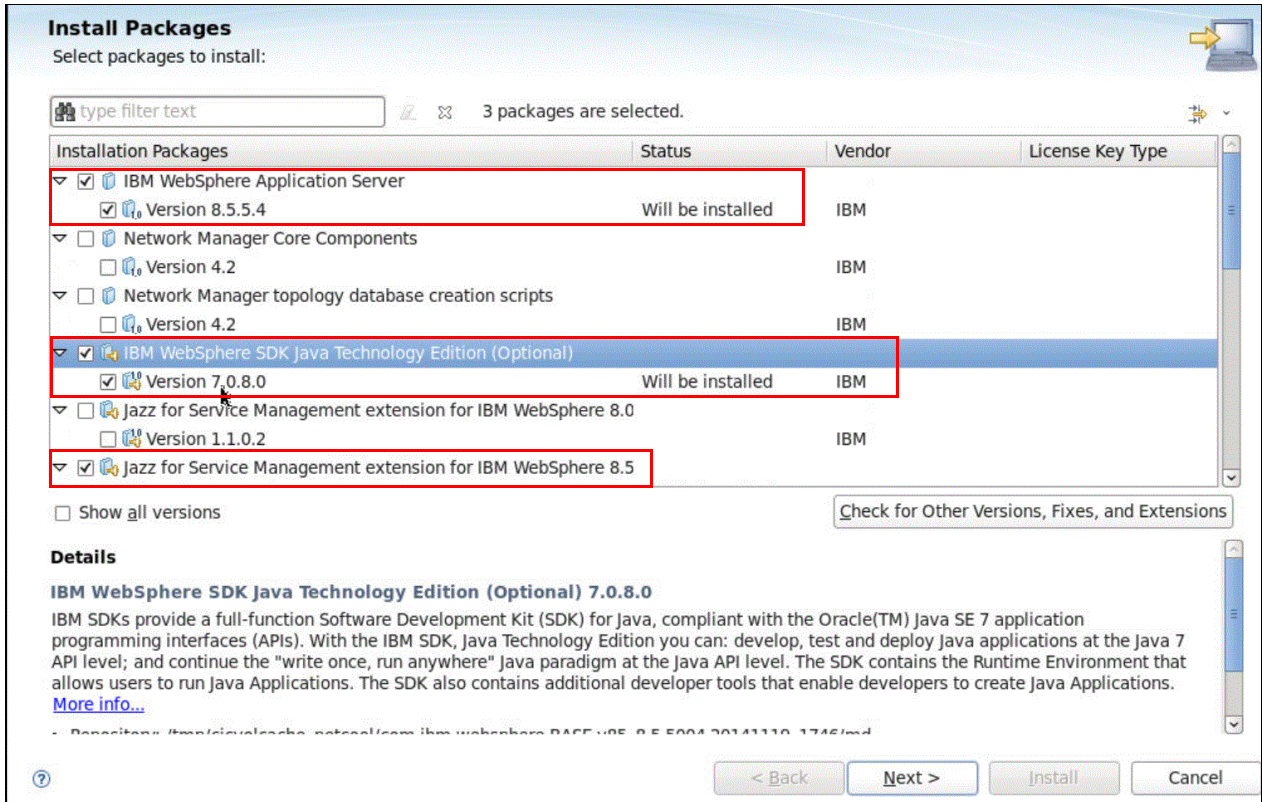 Install Packages
Select packages to install:
type filter text 3 packages are selected.
Installation Packages Status Vendor License Key Type
IBM WebSphere Application Server
Version 8.5.5.4 Will be installed IBM
Network Manager Core Components
Version 4.2 IBM
Network Manager topology database creation scripts
Version 4.2 IBM
IBM WebSphere SDK Java Technology Edition (Optional)
Version 7.0.8.0 Will be installed IBM
Jazz for Service Management extension for IBM WebSphere 8.0
Version 1.1.0.2 IBM
Jazz for Service Management extension for IBM WebSphere 8.5
Show all versions Check for Other Versions, Fixes, and Extensions
Details
IBM WebSphere SDK Java Technology Edition (Optional) 7.0.8.0
IBM SDKs provide a full-function Software Development Kit (SDK) for Java, compliant with the Oracle(TM) Java SE 7 application
programming interfaces (APIs). With the IBM SDK, Java Technology Edition you can: develop, test and deploy Java applications at the Java 7
API level; and continue the "write once, run anywhere" Java paradigm at the Java API level. The SDK contains the Runtime Environment that
allows users to run Java Applications. The SDK also contains additional developer tools that enable developers to create Java Applications.
More info...
Repository:
< Back Next > Install Cancel